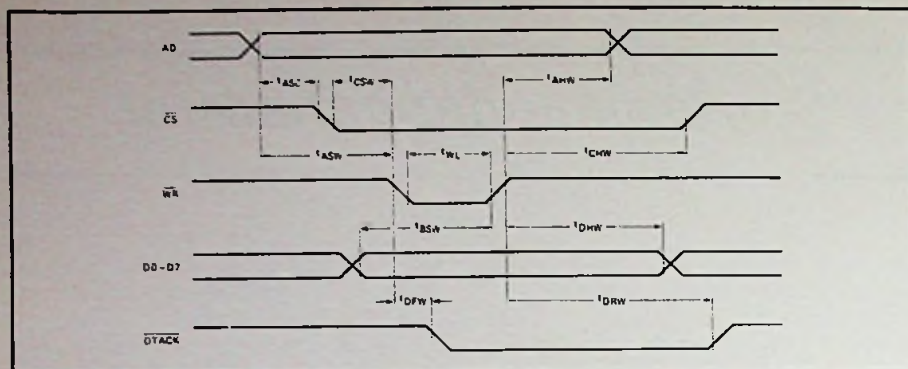 AD
tASC
tCSW
tAHW
CS
tASW
tWL
tCHW
WR
tBSW
tDHW
D0-D7
tDFW
tDRW
DTACK